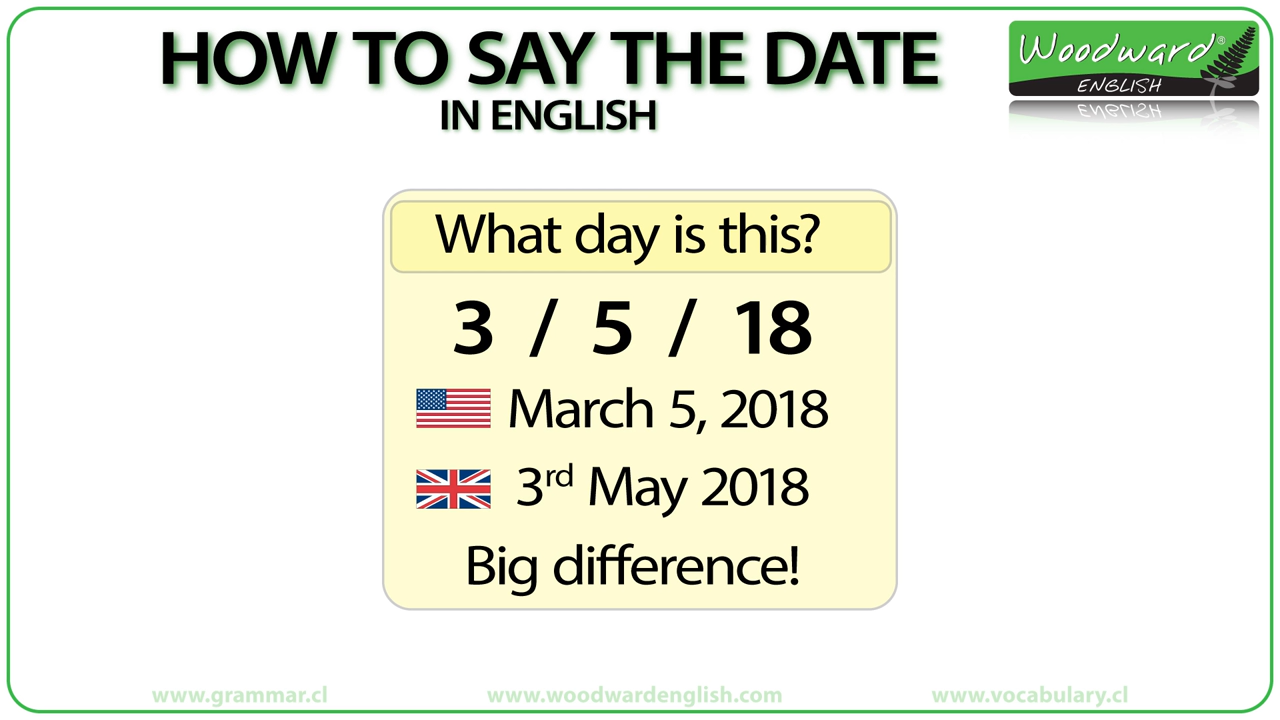 HOW TO SAY THE DATE
IN ENGLISH
Woodward®
ENGLISH
What day is this?
3 / 5 / 18
March 5, 2018
3rd May 2018
Big difference!
www.grammar.cl
www.woodwardenglish.com
www.vocabulary.cl